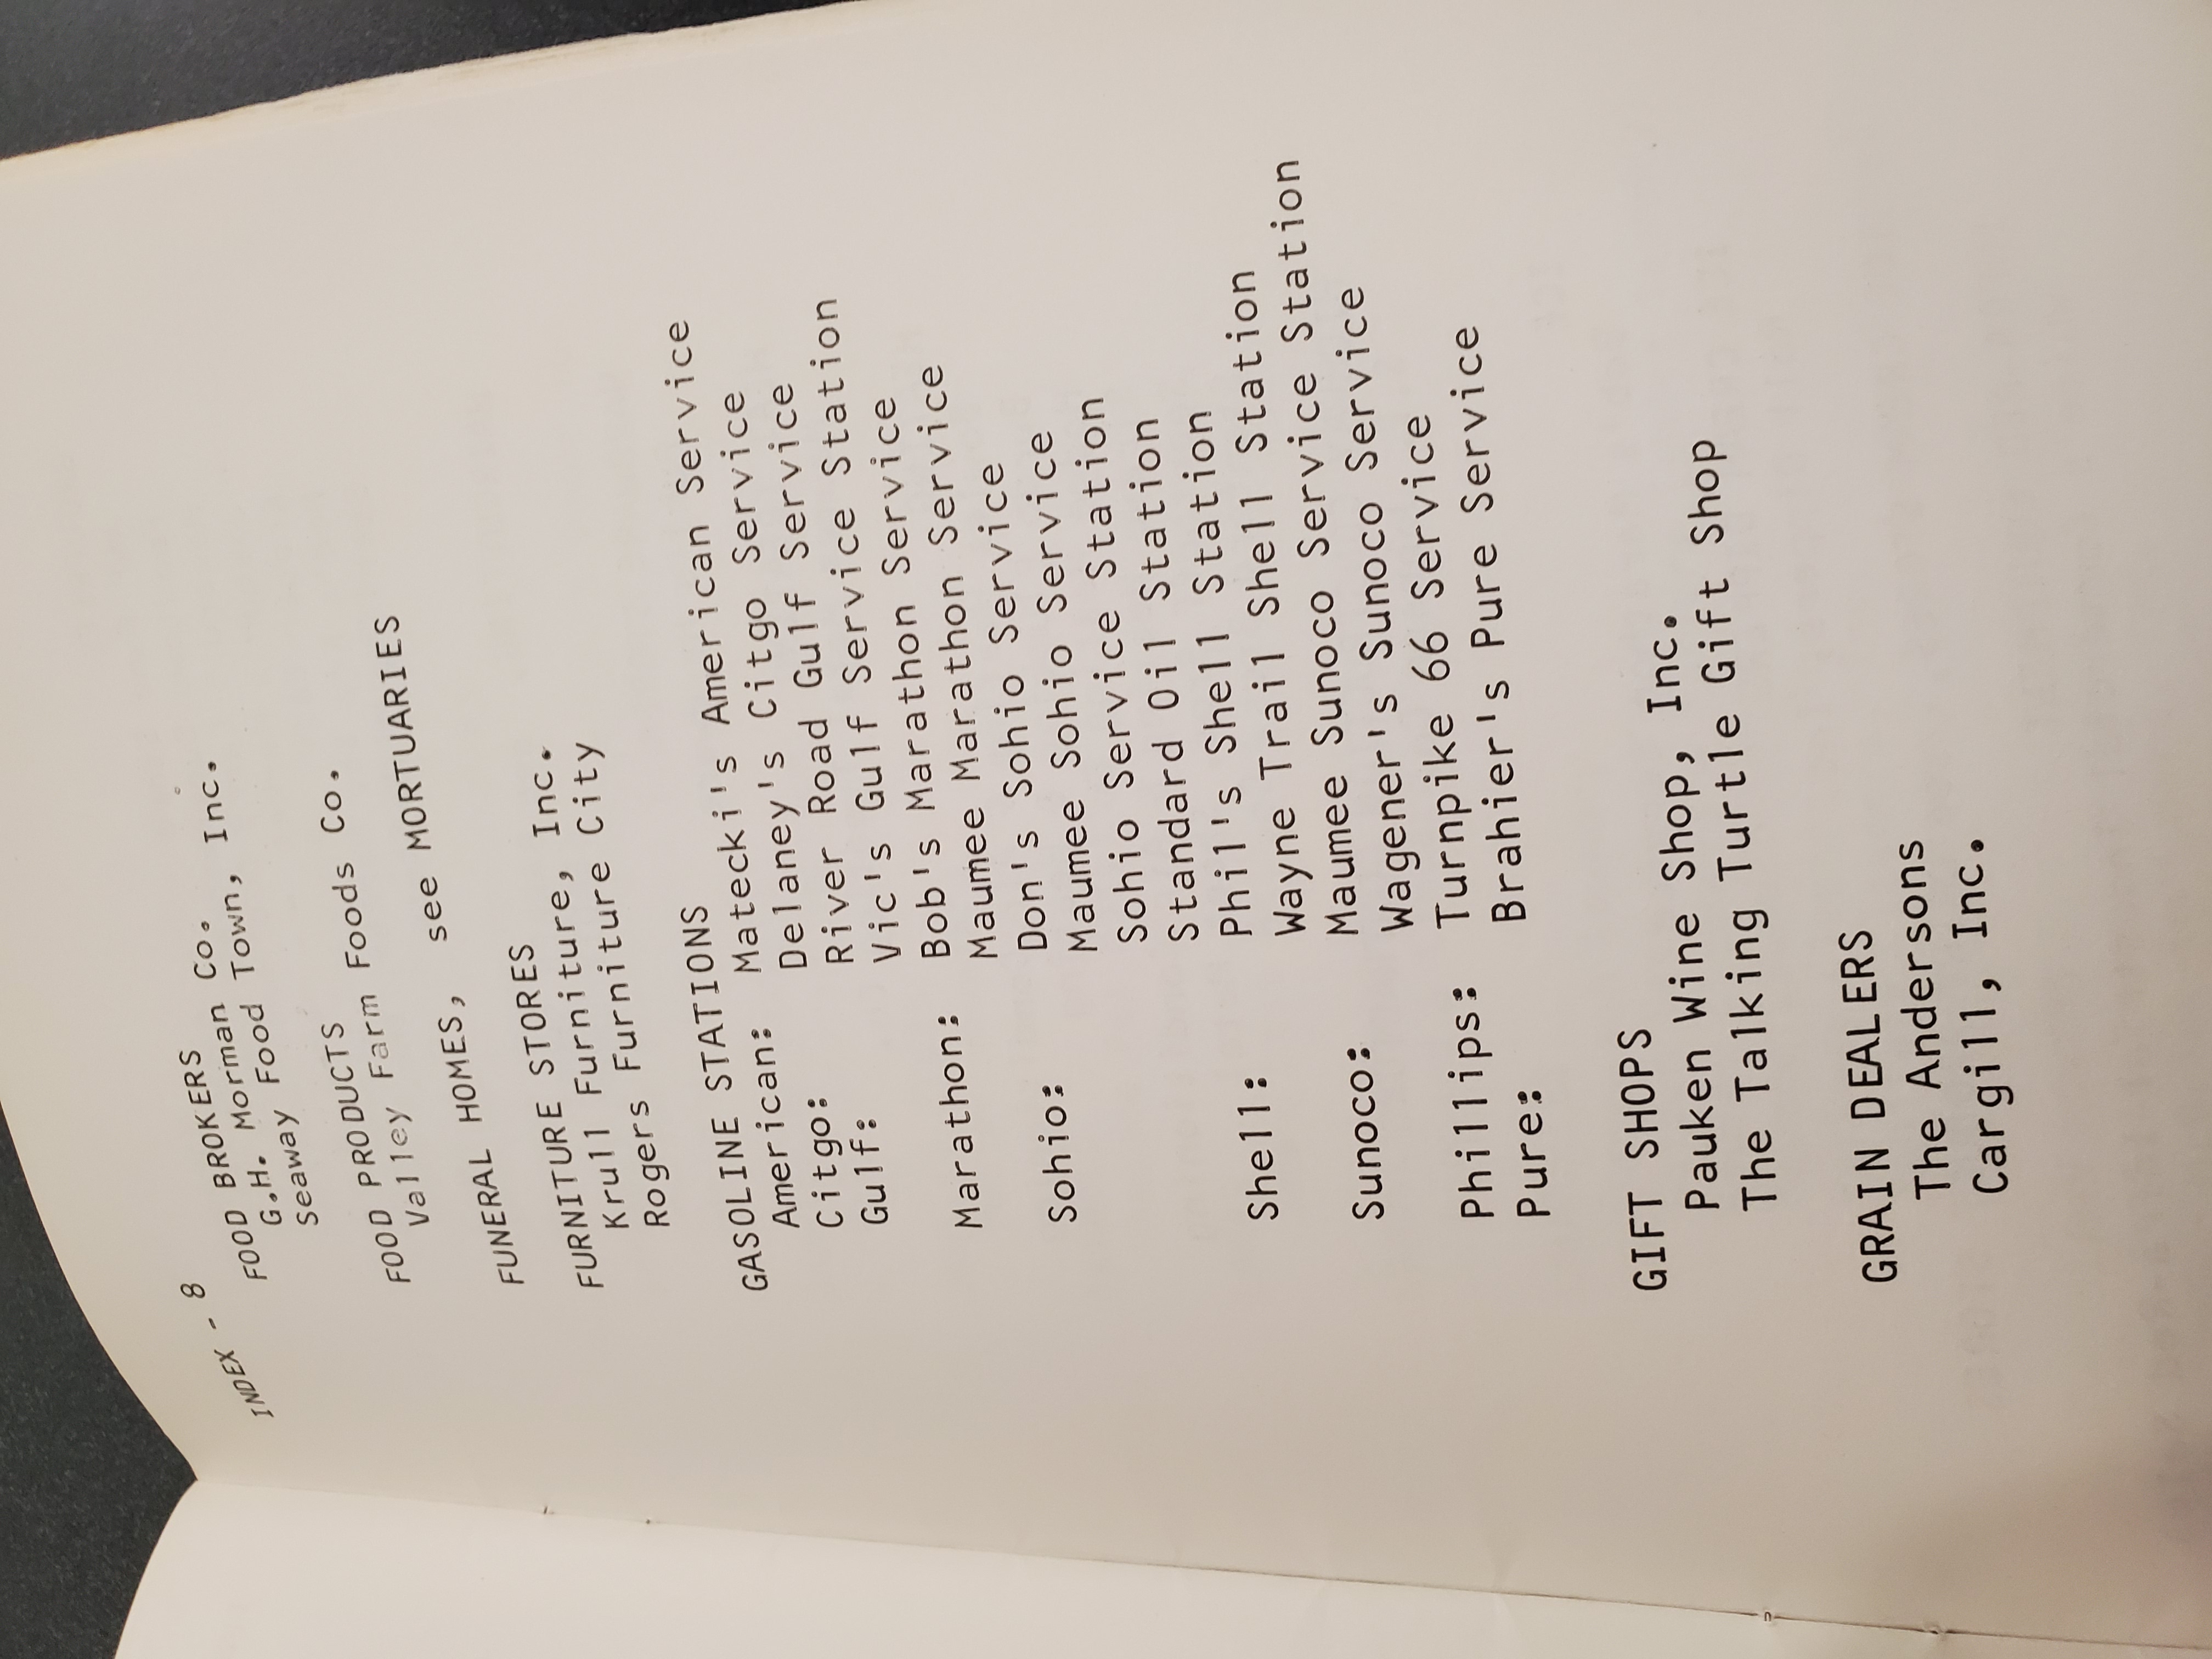 INDEX - 8
FOOD BROKERS
G.H. Morman Co.
Seaway Food Town, Inc.
FOOD PRODUCTS
Valley Farm Foods Co.
FUNERAL HOMES, see MORTUARIES
FURNITURE STORES
Krull Furniture, Inc.
Rogers Furniture City
GASOLINE STATIONS
American: Matecki's American Service
Citgo: Delaney's Citgo Service
Gulf: River Road Gulf Service
Vic's Gulf Service Station
Marathon: Bob's Marathon Service
Maumee Marathon Service
Sohio: Don's Sohio Service
Maumee Sohio Service
Sohio Service Station
Standard Oil Station
Shell: Phil's Shell Station
Wayne Trail Shell Station
Sunoco: Maumee Sunoco Service Station
Wagener's Sunoco Service
Phillips: Turnpike 66 Service
Pure: Brahier's Pure Service
GIFT SHOPS
Pauken Wine Shop, Inc.
The Talking Turtle Gift Shop
GRAIN DEALERS
The Andersons
Cargill, Inc.